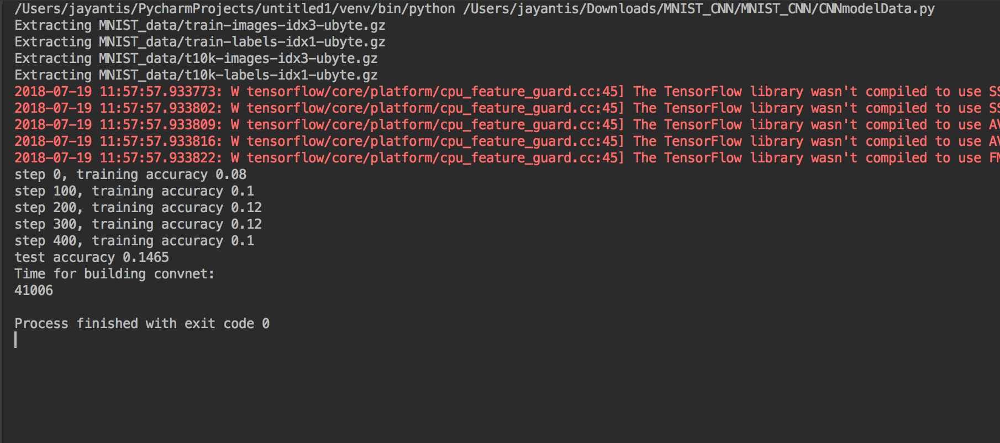 /Users/jayantis/PycharmProjects/untitled1/venv/bin/python /Users/jayantis/Downloads/MNIST_CNN/MNIST_CNN/CNNmodelData.py
Extracting MNIST_data/train-images-idx3-ubyte.gz
Extracting MNIST_data/train-labels-idx1-ubyte.gz
Extracting MNIST_data/t10k-images-idx3-ubyte.gz
Extracting MNIST_data/t10k-labels-idx1-ubyte.gz
2018-07-19 11:57:57.933773: W tensorflow/core/platform/cpu_feature_guard.cc:45] The TensorFlow library wasn't compiled to use
2018-07-19 11:57:57.933802: W tensorflow/core/platform/cpu_feature_guard.cc:45] The TensorFlow library wasn't compiled to use
2018-07-19 11:57:57.933809: W tensorflow/core/platform/cpu_feature_guard.cc:45] The TensorFlow library wasn't compiled to use
2018-07-19 11:57:57.933816: W tensorflow/core/platform/cpu_feature_guard.cc:45] The TensorFlow library wasn't compiled to use
2018-07-19 11:57:57.933822: W tensorflow/core/platform/cpu_feature_guard.cc:45] The TensorFlow library wasn't compiled to use
step 0, training accuracy 0.08
step 100, training accuracy 0.1
step 200, training accuracy 0.12
step 300, training accuracy 0.12
step 400, training accuracy 0.1
test accuracy 0.1465
Time for building convnet:
41006
Process finished with exit code 0